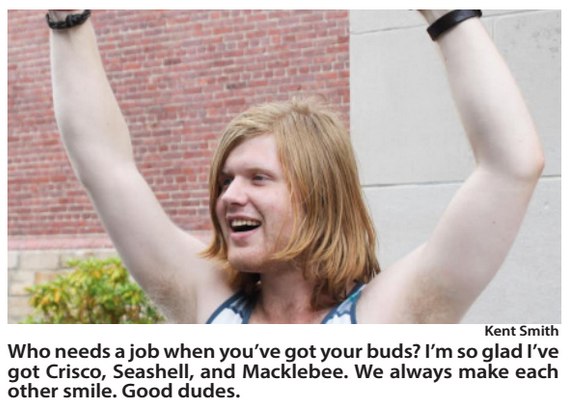 Kent Smith
Who needs a job when you’ve got your buds? I’m so glad I’ve
got Crisco, Seashell, and Macklebee. We always make each
other smile. Good dudes.